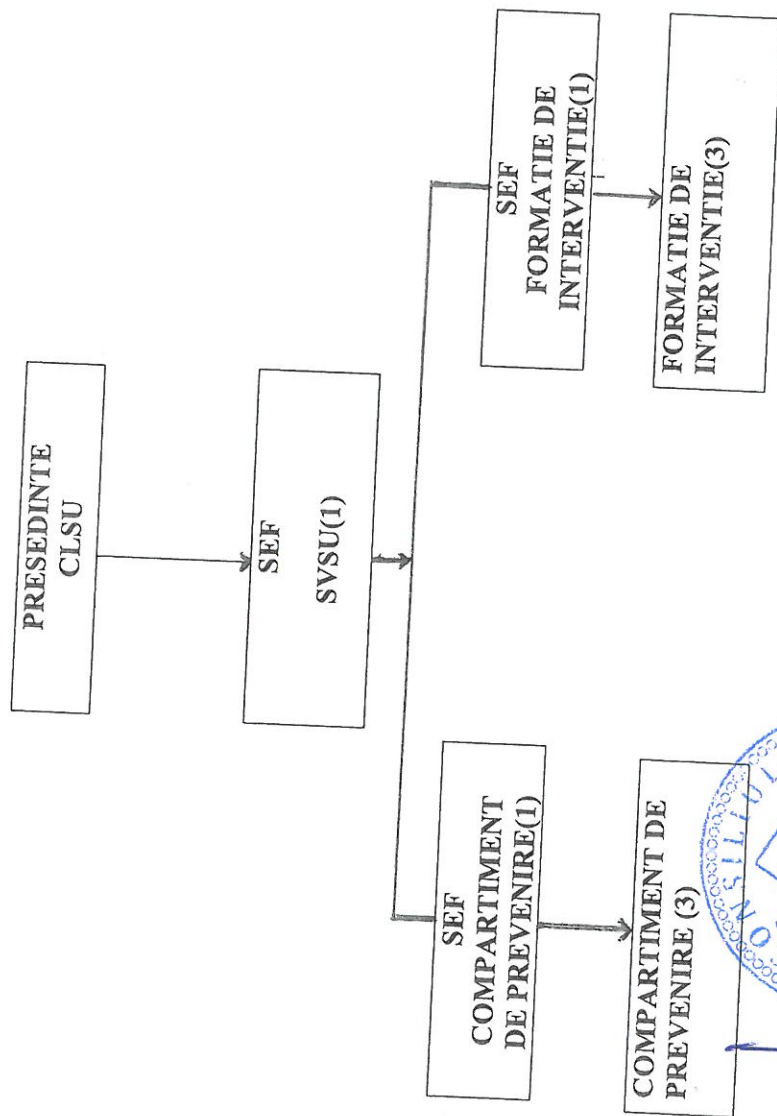 PRESEDINTE
CLSU
SEF
SVSU(1)
SEF
COMPARTIMENT
DE PREVENIRE(1)
SEF
FORMATIE DE
INTERVENTIE(1)
COMPARTIMENT DE
PREVENIRE (3)
FORMATIE DE
INTERVENTIE(3)